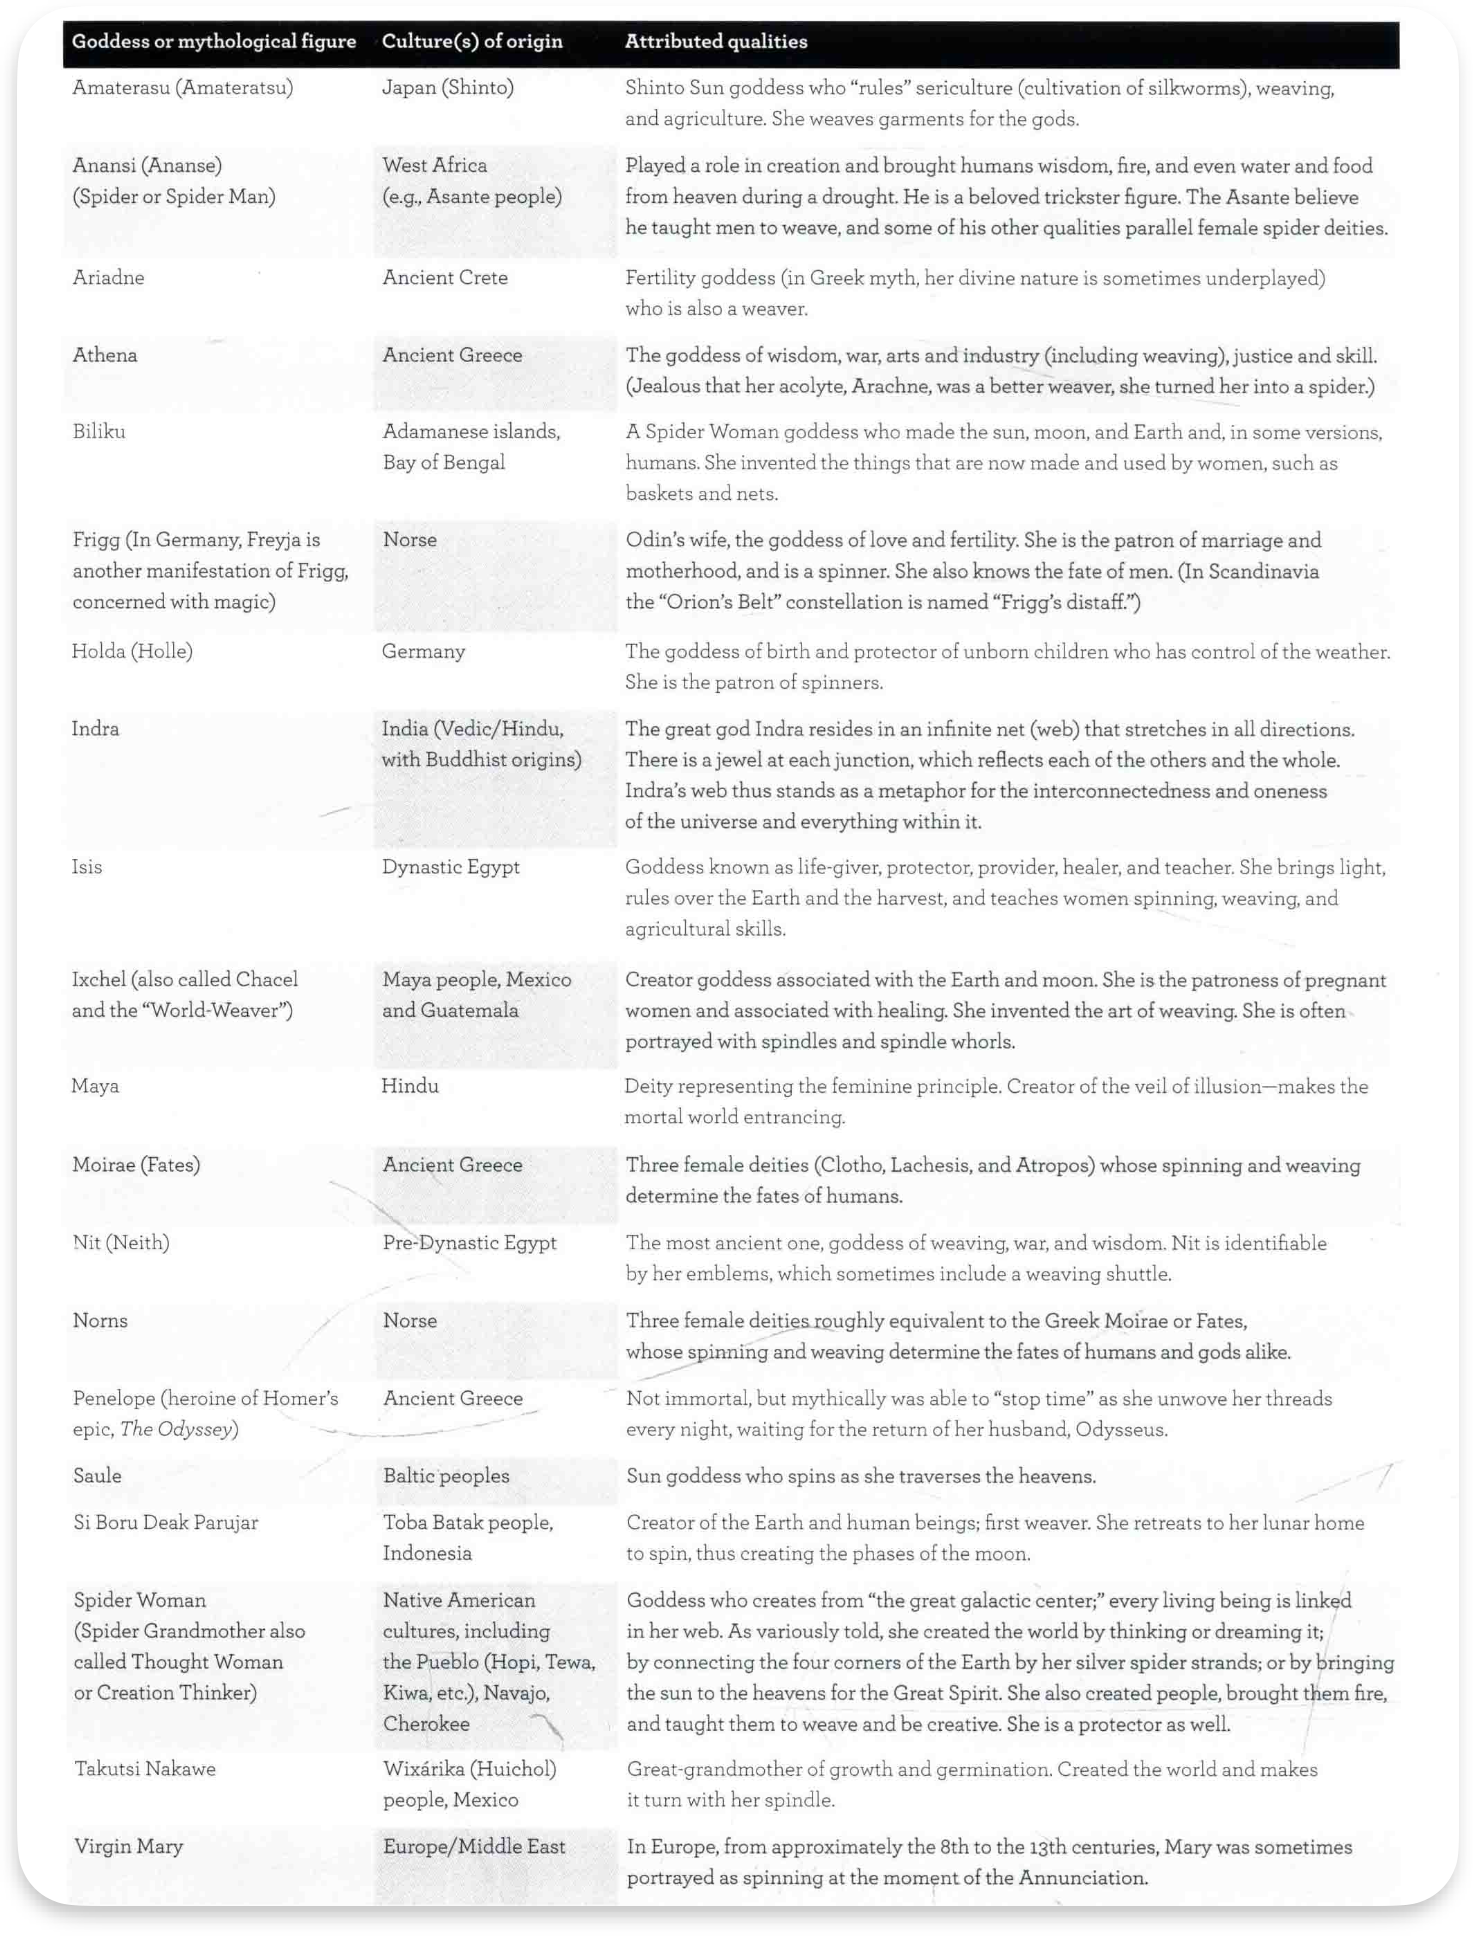 Goddess or mythological figure Culture(s) of origin Attributed qualities
Amaterasu (Amateratsu) Japan (Shinto) Shinto Sun goddess who “rules” sericulture (cultivation of silkworms), weaving,
and agriculture. She weaves garments for the gods.
Anansi (Ananse) West Africa Played a role in creation and brought humans wisdom, fire, and even water and food
(Spider or Spider Man) (e.g., Asante people) from heaven during a drought. He is a beloved trickster figure. The Asante believe
he taught men to weave, and some of his other qualities parallel female spider deities.
Ariadne Ancient Crete Fertility goddess (in Greek myth, her divine nature is sometimes underplayed)
who is also a weaver.
Athena Ancient Greece The goddess of wisdom, war, arts and industry (including weaving), justice and skill.
(Jealous that her acolyte, Arachne, was a better weaver, she turned her into a spider.)
Biliku Adamanese islands, A Spider Woman goddess who made the sun, moon, and Earth and, in some versions,
Bay of Bengal humans. She invented the things that are now made and used by women, such as
baskets and nets.
Frigg (In Germany, Freyja is Norse Odin’s wife, the goddess of love and fertility. She is the patron of marriage and
another manifestation of Frigg, motherhood, and is a spinner. She also knows the fate of men. (In Scandinavia
concerned with magic) the “Orion’s Belt” constellation is named “Frigg’s distaff.”)
Holda (Holle) Germany The goddess of birth and protector of unborn children who has control of the weather.
She is the patron of spinners.
Indra India (Vedic/Hindu, The great god Indra resides in an infinite net (web) that stretches in all directions.
with Buddhist origins) There is a jewel at each junction, which reflects each of the others and the whole.
Indra’s web thus stands as a metaphor for the interconnectedness and oneness
of the universe and everything within it.
Isis Dynastic Egypt Goddess known as life-giver, protector, provider, healer, and teacher. She brings light,
rules over the Earth and the harvest, and teaches women spinning, weaving, and
agricultural skills.
Ixchel (also called Chacel Maya people, Mexico Creator goddess associated with the Earth and moon. She is the patroness of pregnant
and the “World-Weaver”) and Guatemala women and associated with healing. She invented the art of weaving. She is often
portrayed with spindles and spindle whorls.
Maya Hindu Deity representing the feminine principle. Creator of the veil of illusion—makes the
mortal world entrancing.
Moirae (Fates) Ancient Greece Three female deities (Clotho, Lachesis, and Atropos) whose spinning and weaving
determine the fates of humans.
Nit (Neith) Pre-Dynastic Egypt The most ancient one, goddess of weaving, war, and wisdom. Nit is identifiable
by her emblems, which sometimes include a weaving shuttle.
Norns Norse Three female deities roughly equivalent to the Greek Moirae or Fates,
whose spinning and weaving determine the fates of humans and gods alike.
Penelope (heroine of Homer’s Ancient Greece Not immortal, but mythically was able to “stop time” as she unwove her threads
epic, The Odyssey) every night, waiting for the return of her husband, Odysseus.
Saule Baltic peoples Sun goddess who spins as she traverses the heavens.
Si Boru Deak Parujar Toba Batak people, Creator of the Earth and human beings; first weaver. She retreats to her lunar home
Indonesia to spin, thus creating the phases of the moon.
Spider Woman Native American Goddess who creates from “the great galactic center;” every living being is linked
(Spider Grandmother also cultures, including in her web. As variously told, she created the world by thinking or dreaming it;
called Thought Woman the Pueblo (Hopi, Tewa, by connecting the four corners of the Earth by her silver spider strands; or by bringing
or Creation Thinker) Kiwa, etc.), Navajo, the sun to the heavens for the Great Spirit. She also created people, brought them fire,
Cherokee and taught them to weave and be creative. She is a protector as well.
Takutsi Nakawe Wixárika (Huichol) Great-grandmother of growth and germination. Created the world and makes
people, Mexico it turn with her spindle.
Virgin Mary Europe/Middle East In Europe, from approximately the 8th to the 13th centuries, Mary was sometimes
portrayed as spinning at the moment of the Annunciation.